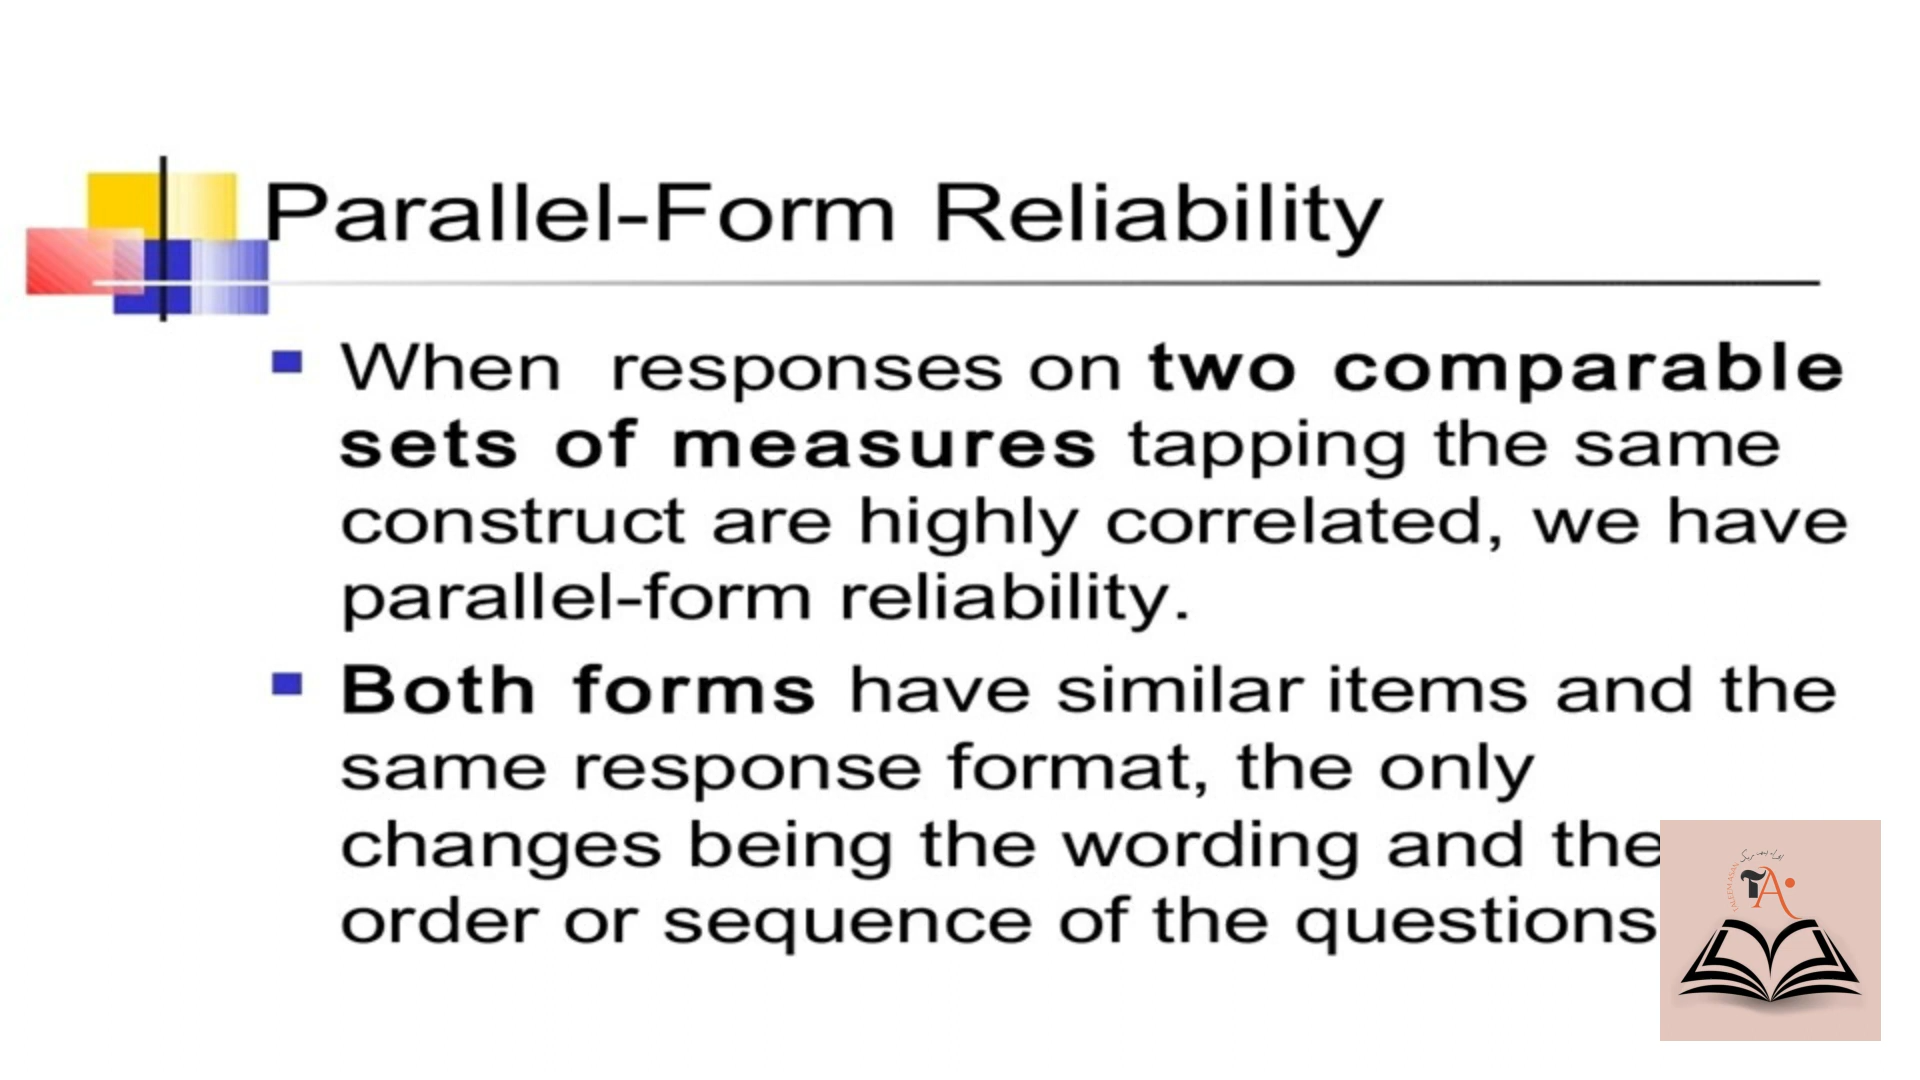 Parallel-Form Reliability
When responses on two comparable
sets of measures tapping the same
construct are highly correlated, we have
parallel-form reliability.
Both forms have similar items and the
same response format, the only
changes being the wording and the
order or sequence of the questions
TA